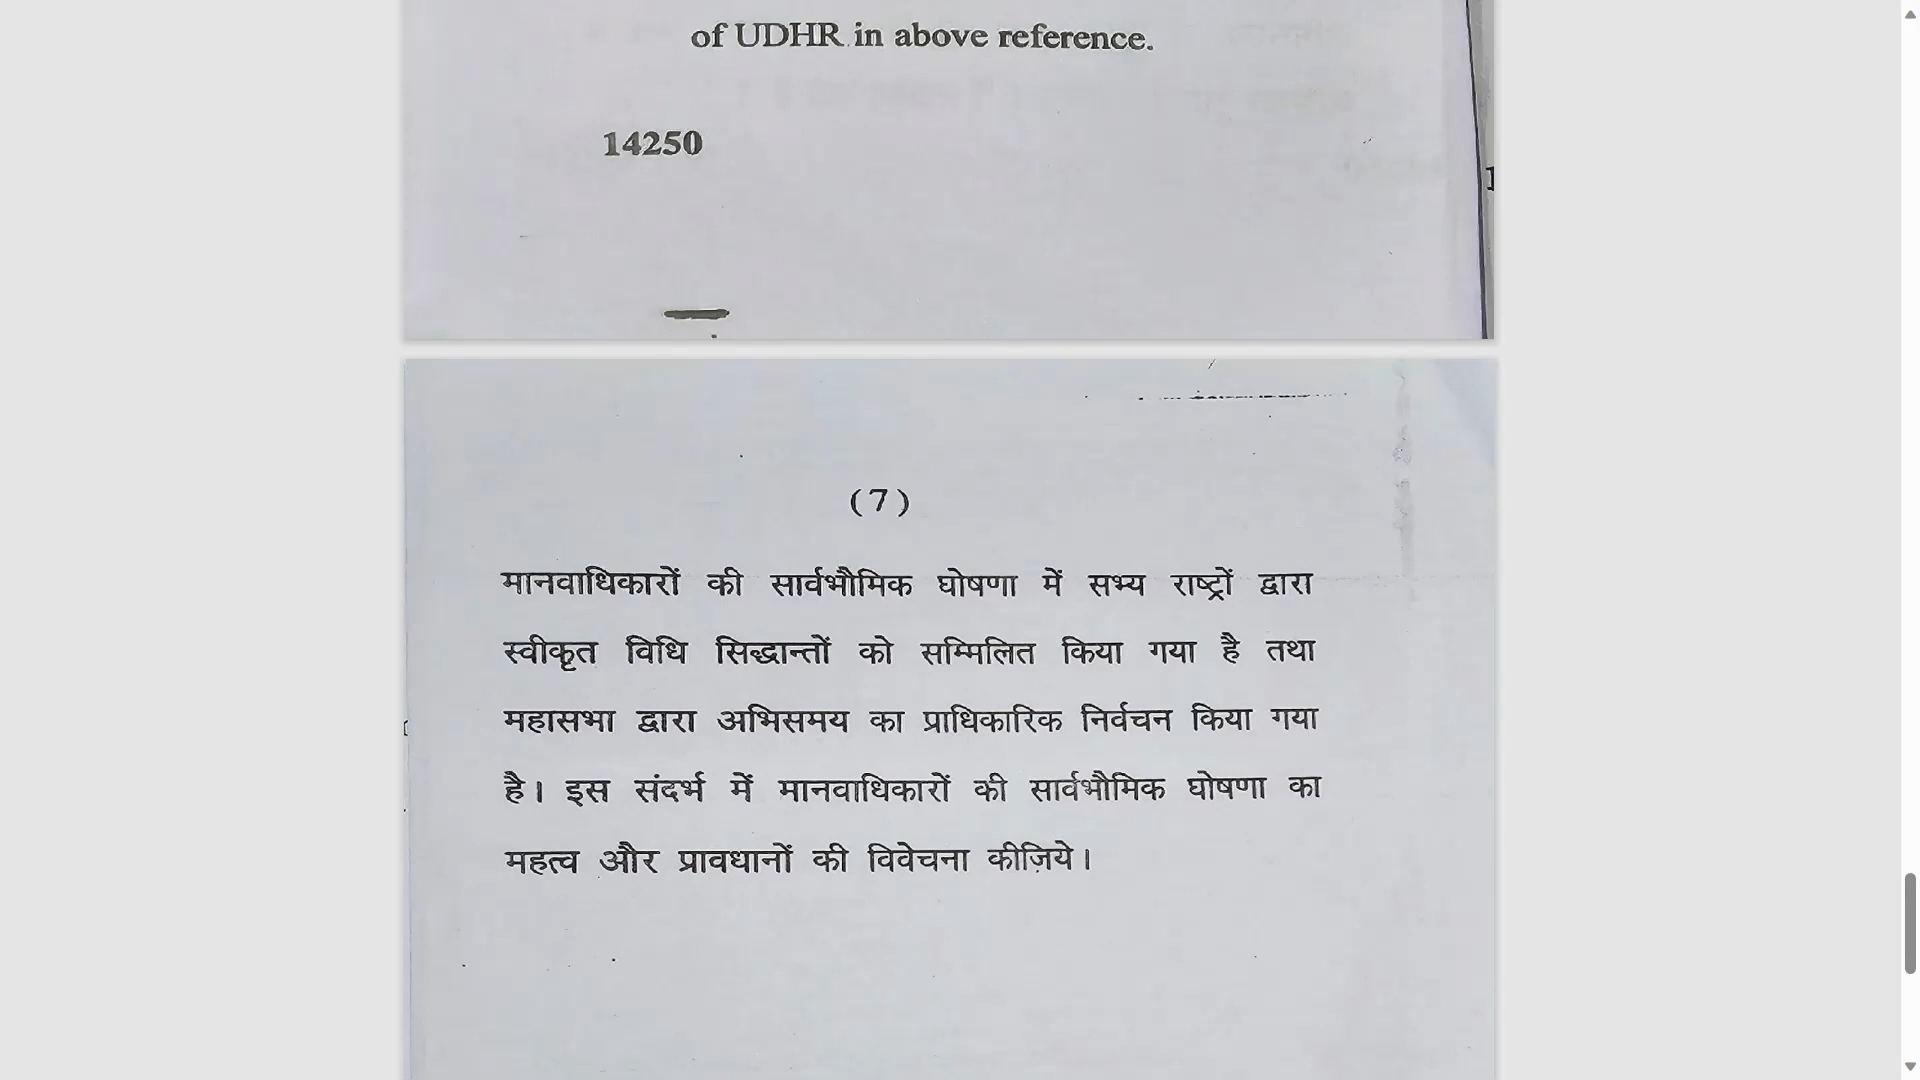 of UDHR in above reference.
14250
(7)
मानवाधिकारों की सार्वभौमिक घोषणा में सभ्य राष्ट्रों द्वारा
स्वीकृत विधि सिद्धान्तों को सम्मिलित किया गया है तथा
महासभा द्वारा अभिसमय का प्राधिकारिक निर्वचन किया गया
है। इस संदर्भ में मानवाधिकारों की सार्वभौमिक घोषणा का
महत्व और प्रावधानों की विवेचना कीज़िये।